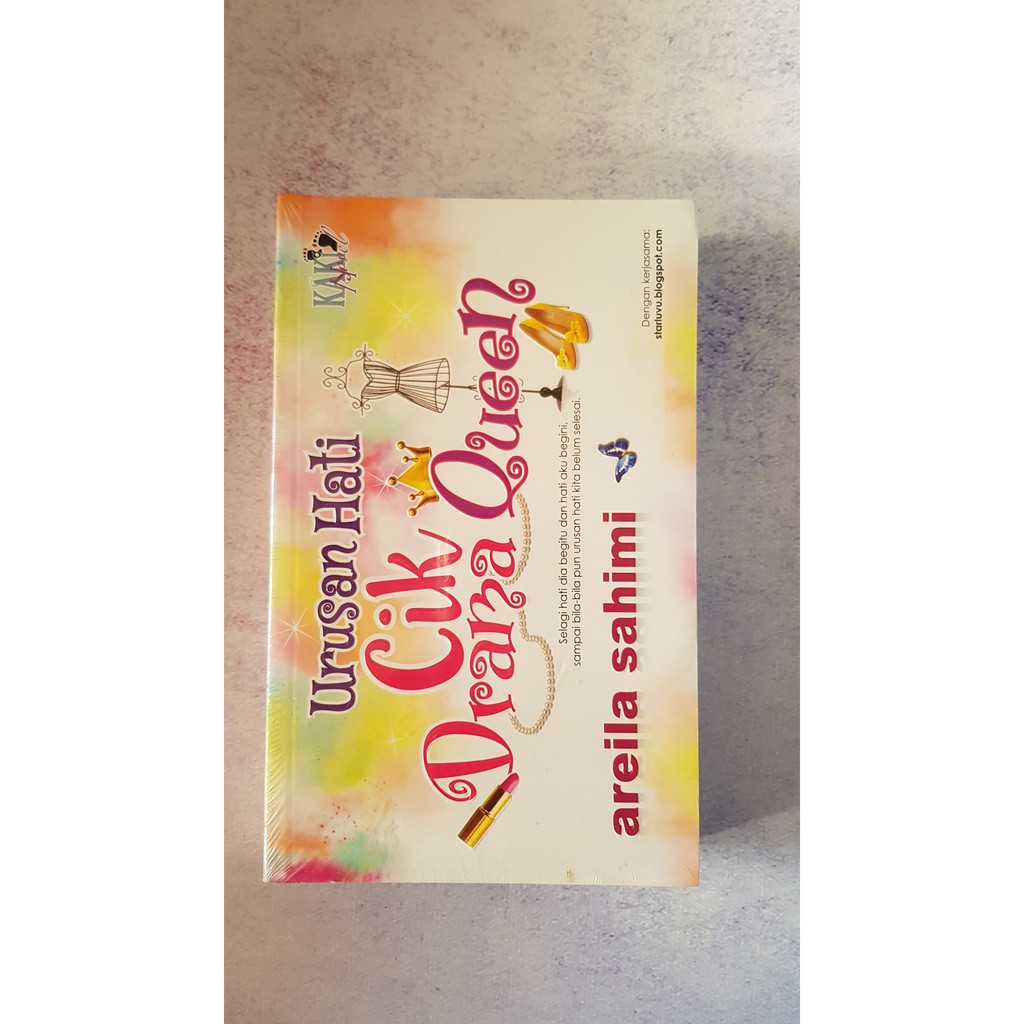 KAKI
Novel
Urusan Hati
Cik
Drama Queen
Selagi hati dia begitu dan hati aku begini,
sampai bila-bila pun urusan hati kita belum selesai.
areila sahimi
Dengan kerjasama:
starluvu.blogspot.com